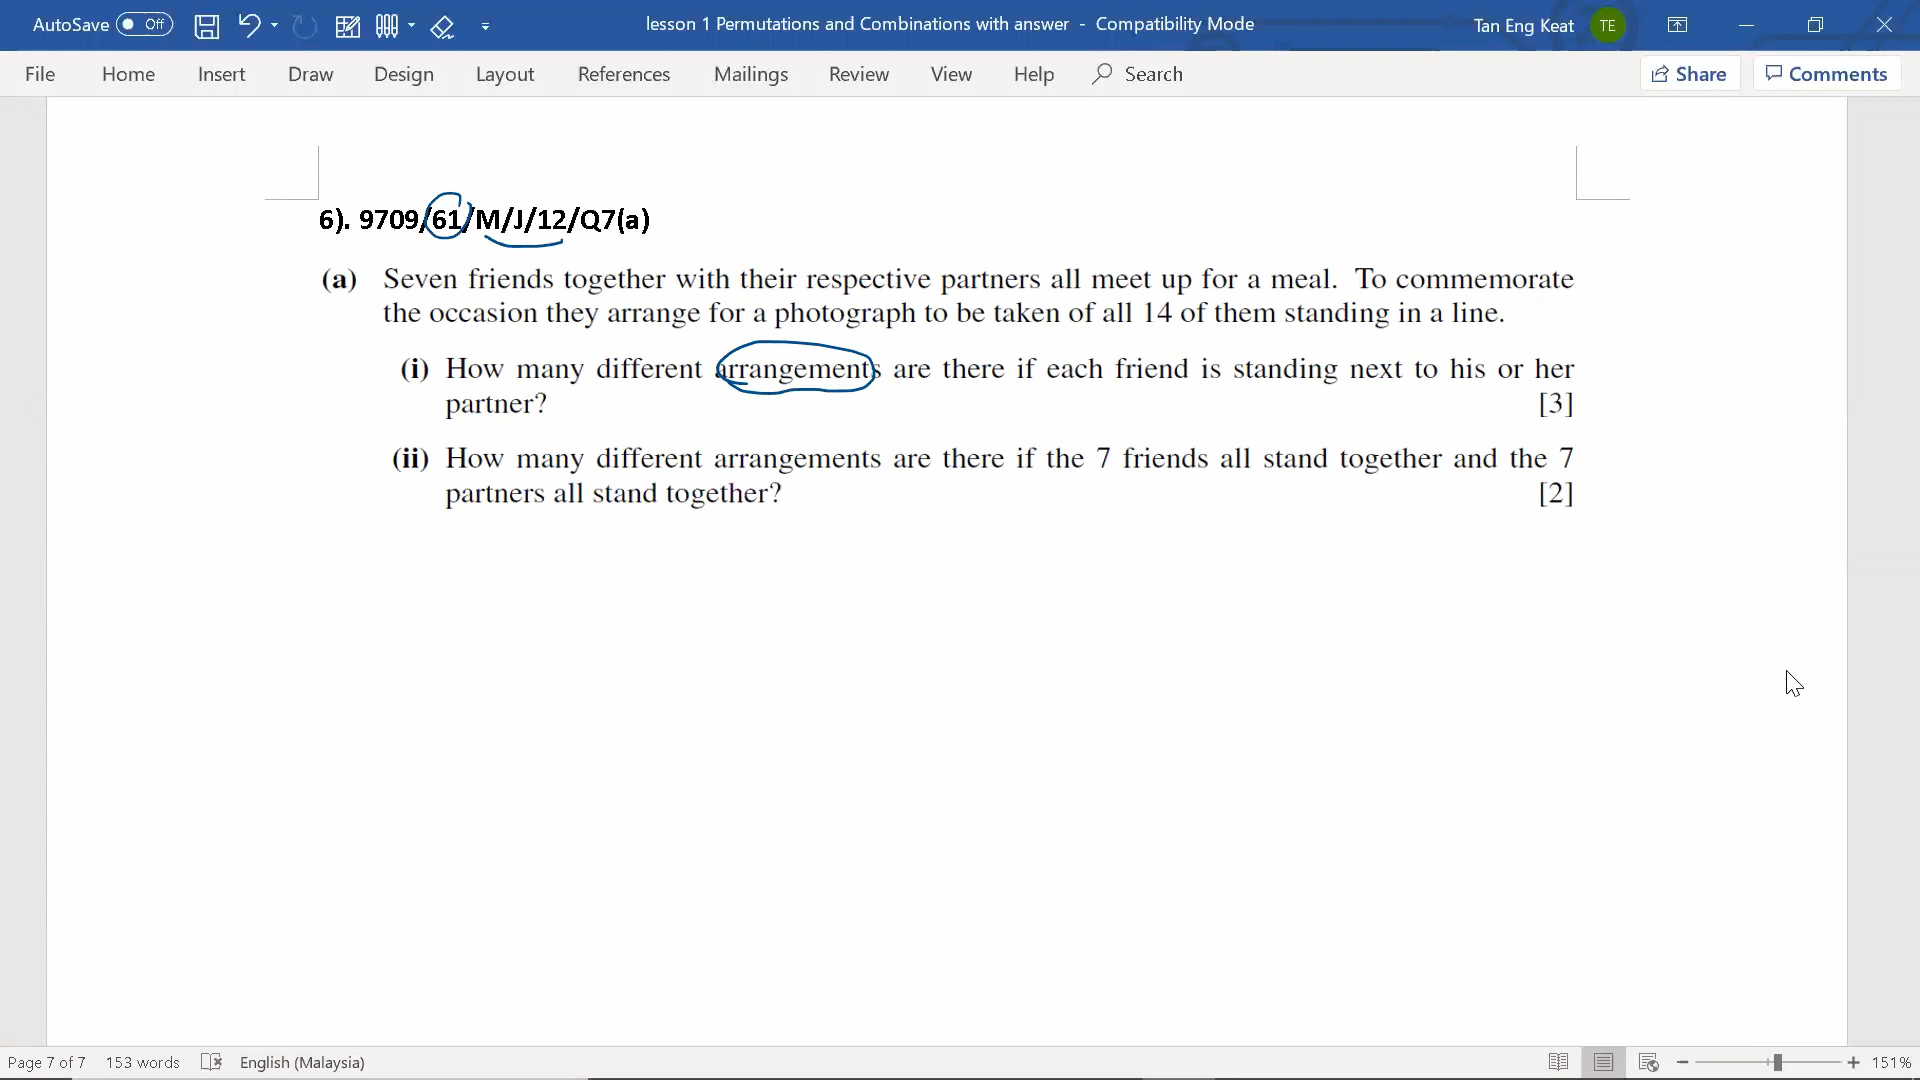 AutoSave Off lesson 1 Permutations and Combinations with answer - Compatibility Mode Tan Eng Keat TE
File Home Insert Draw Design Layout References Mailings Review View Help Search Share Comments
6). 9709/61/M/J/12/Q7(a)
(a) Seven friends together with their respective partners all meet up for a meal. To commemorate
the occasion they arrange for a photograph to be taken of all 14 of them standing in a line.
(i) How many different arrangements are there if each friend is standing next to his or her
partner? [3]
(ii) How many different arrangements are there if the 7 friends all stand together and the 7
partners all stand together? [2]
Page 7 of 7 153 words English (Malaysia) 151%